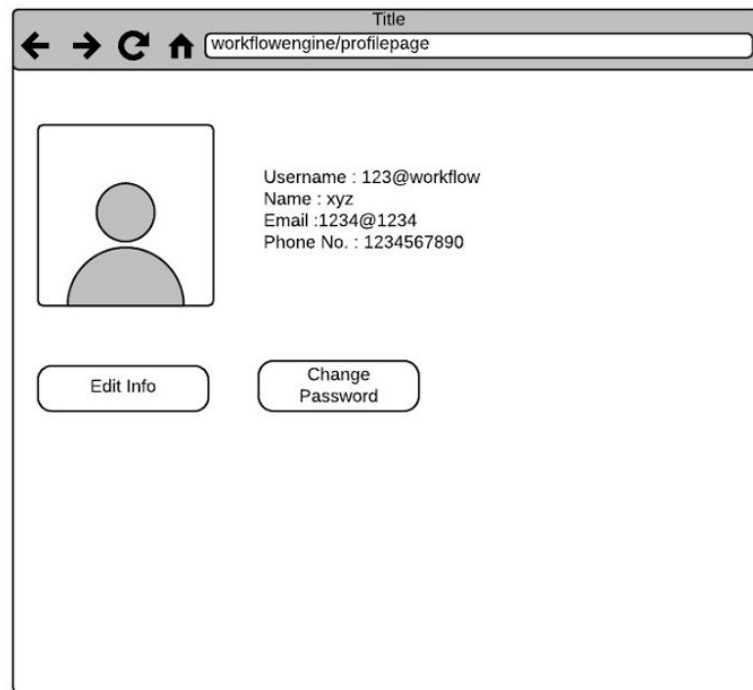 Title
workflowengine/profilepage
Username : 123@workflow
Name : xyz
Email :1234@1234
Phone No. : 1234567890
Edit Info
Change
Password